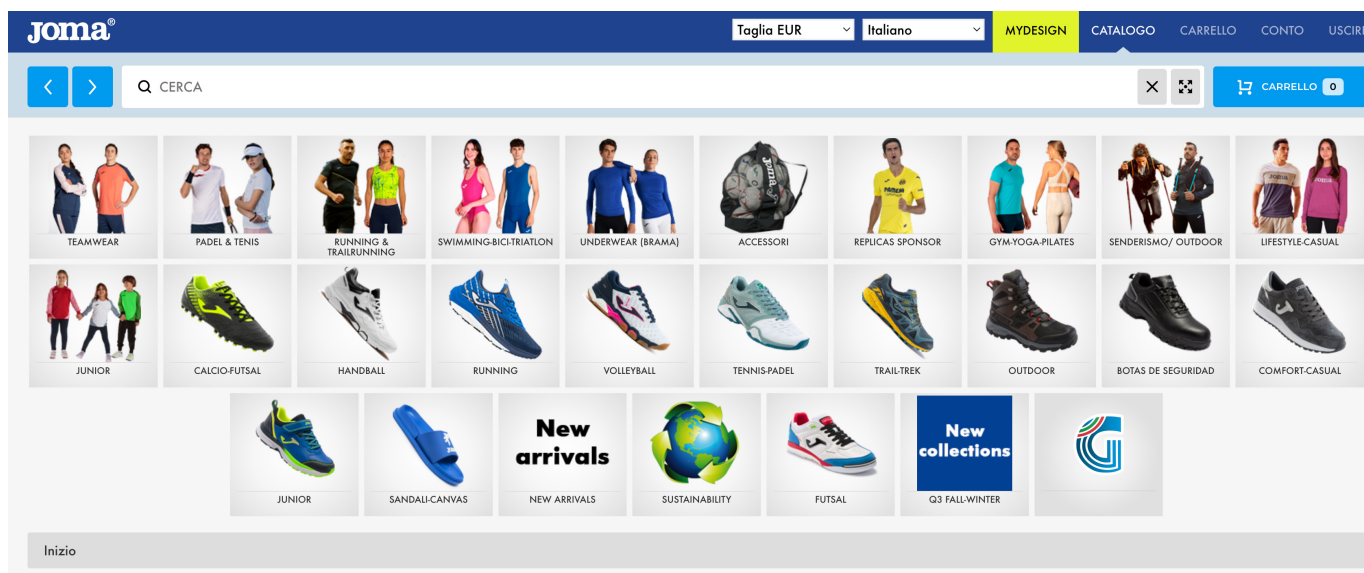 Joma®
Taglia EUR
Italiano
MYDESIGN
CATALOGO
CARRELLO
CONTO
USCIRE
CERCA
CARRELLO 0
TEAMWEAR
PADEL & TENIS
RUNNING &
TRAILRUNNING
SWIMMING-BICI-TRIATLON
UNDERWEAR (BRAMA)
ACCESSORI
REPLICAS SPONSOR
GYM-YOGA-PILATES
SENDERISMO/ OUTDOOR
LIFESTYLE-CASUAL
JUNIOR
CALCIO-FUTSAL
HANDBALL
RUNNING
VOLLEYBALL
TENNIS-PADEL
TRAIL-TREK
OUTDOOR
BOTAS DE SEGURIDAD
COMFORT-CASUAL
New
arrivals
New
collections
JUNIOR
SANDALI-CANVAS
NEW ARRIVALS
SUSTAINABILITY
FUTSAL
Q3 FALL-WINTER
Inizio